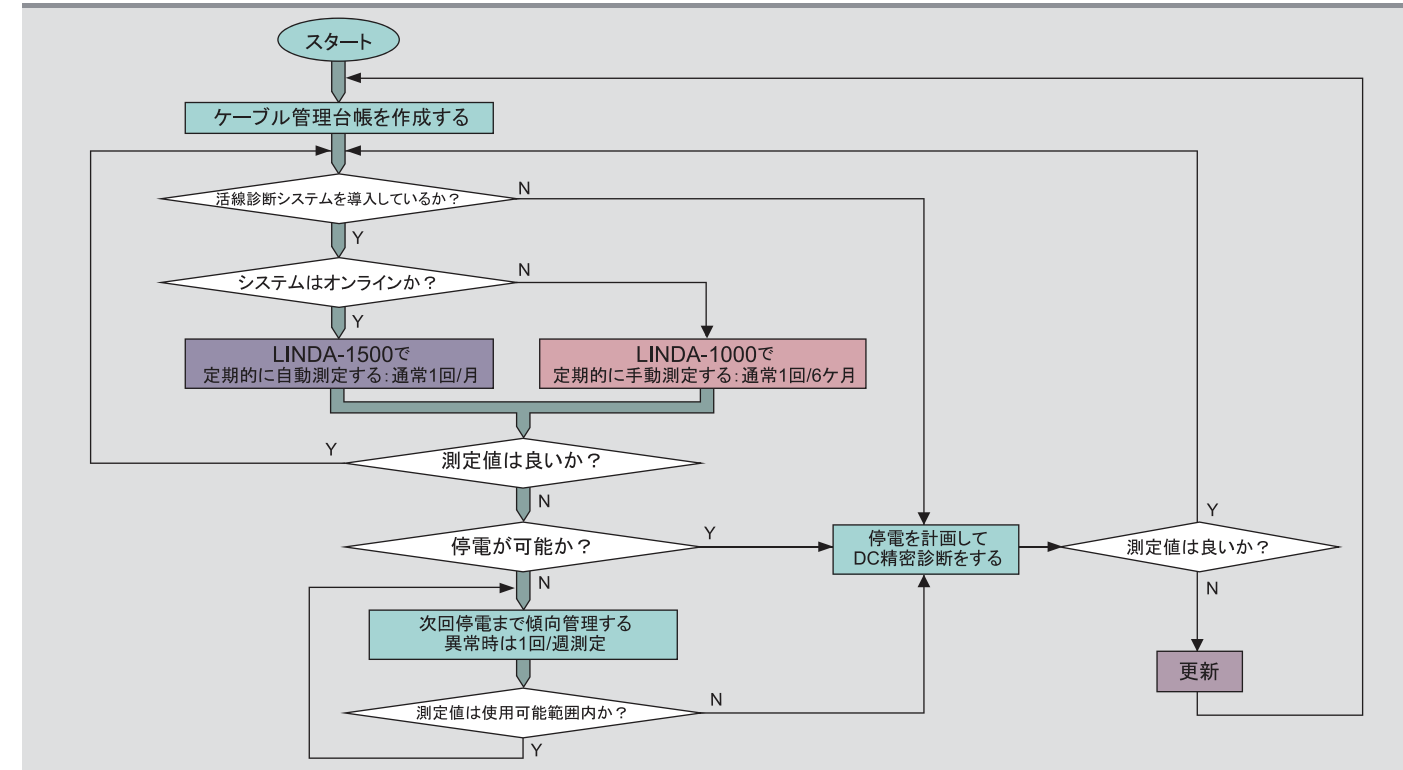 スタート
ケーブル管理台帳を作成する
活線診断システムを導入しているか？
N
Y
システムはオンラインか？
N
Y
LINDA-1500で
定期的に自動測定する：通常1回/月
LINDA-1000で
定期的に手動測定する：通常1回/6ケ月
測定値は良いか？
Y
N
停電が可能か？
Y
N
停電を計画して
DC精密診断をする
測定値は良いか？
Y
N
次回停電まで傾向管理する
異常時は1回/週測定
更新
測定値は使用可能範囲内か？
N
Y